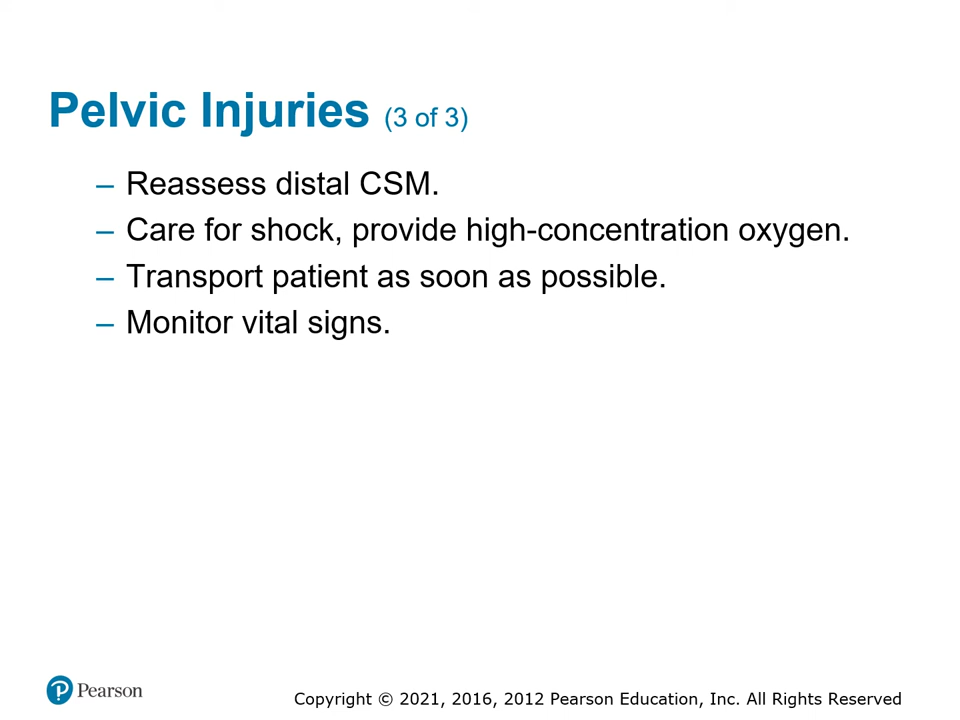 Pelvic Injuries (3 of 3)
– Reassess distal CSM.
– Care for shock, provide high-concentration oxygen.
– Transport patient as soon as possible.
– Monitor vital signs.
Pearson
Copyright © 2021, 2016, 2012 Pearson Education, Inc. All Rights Reserved